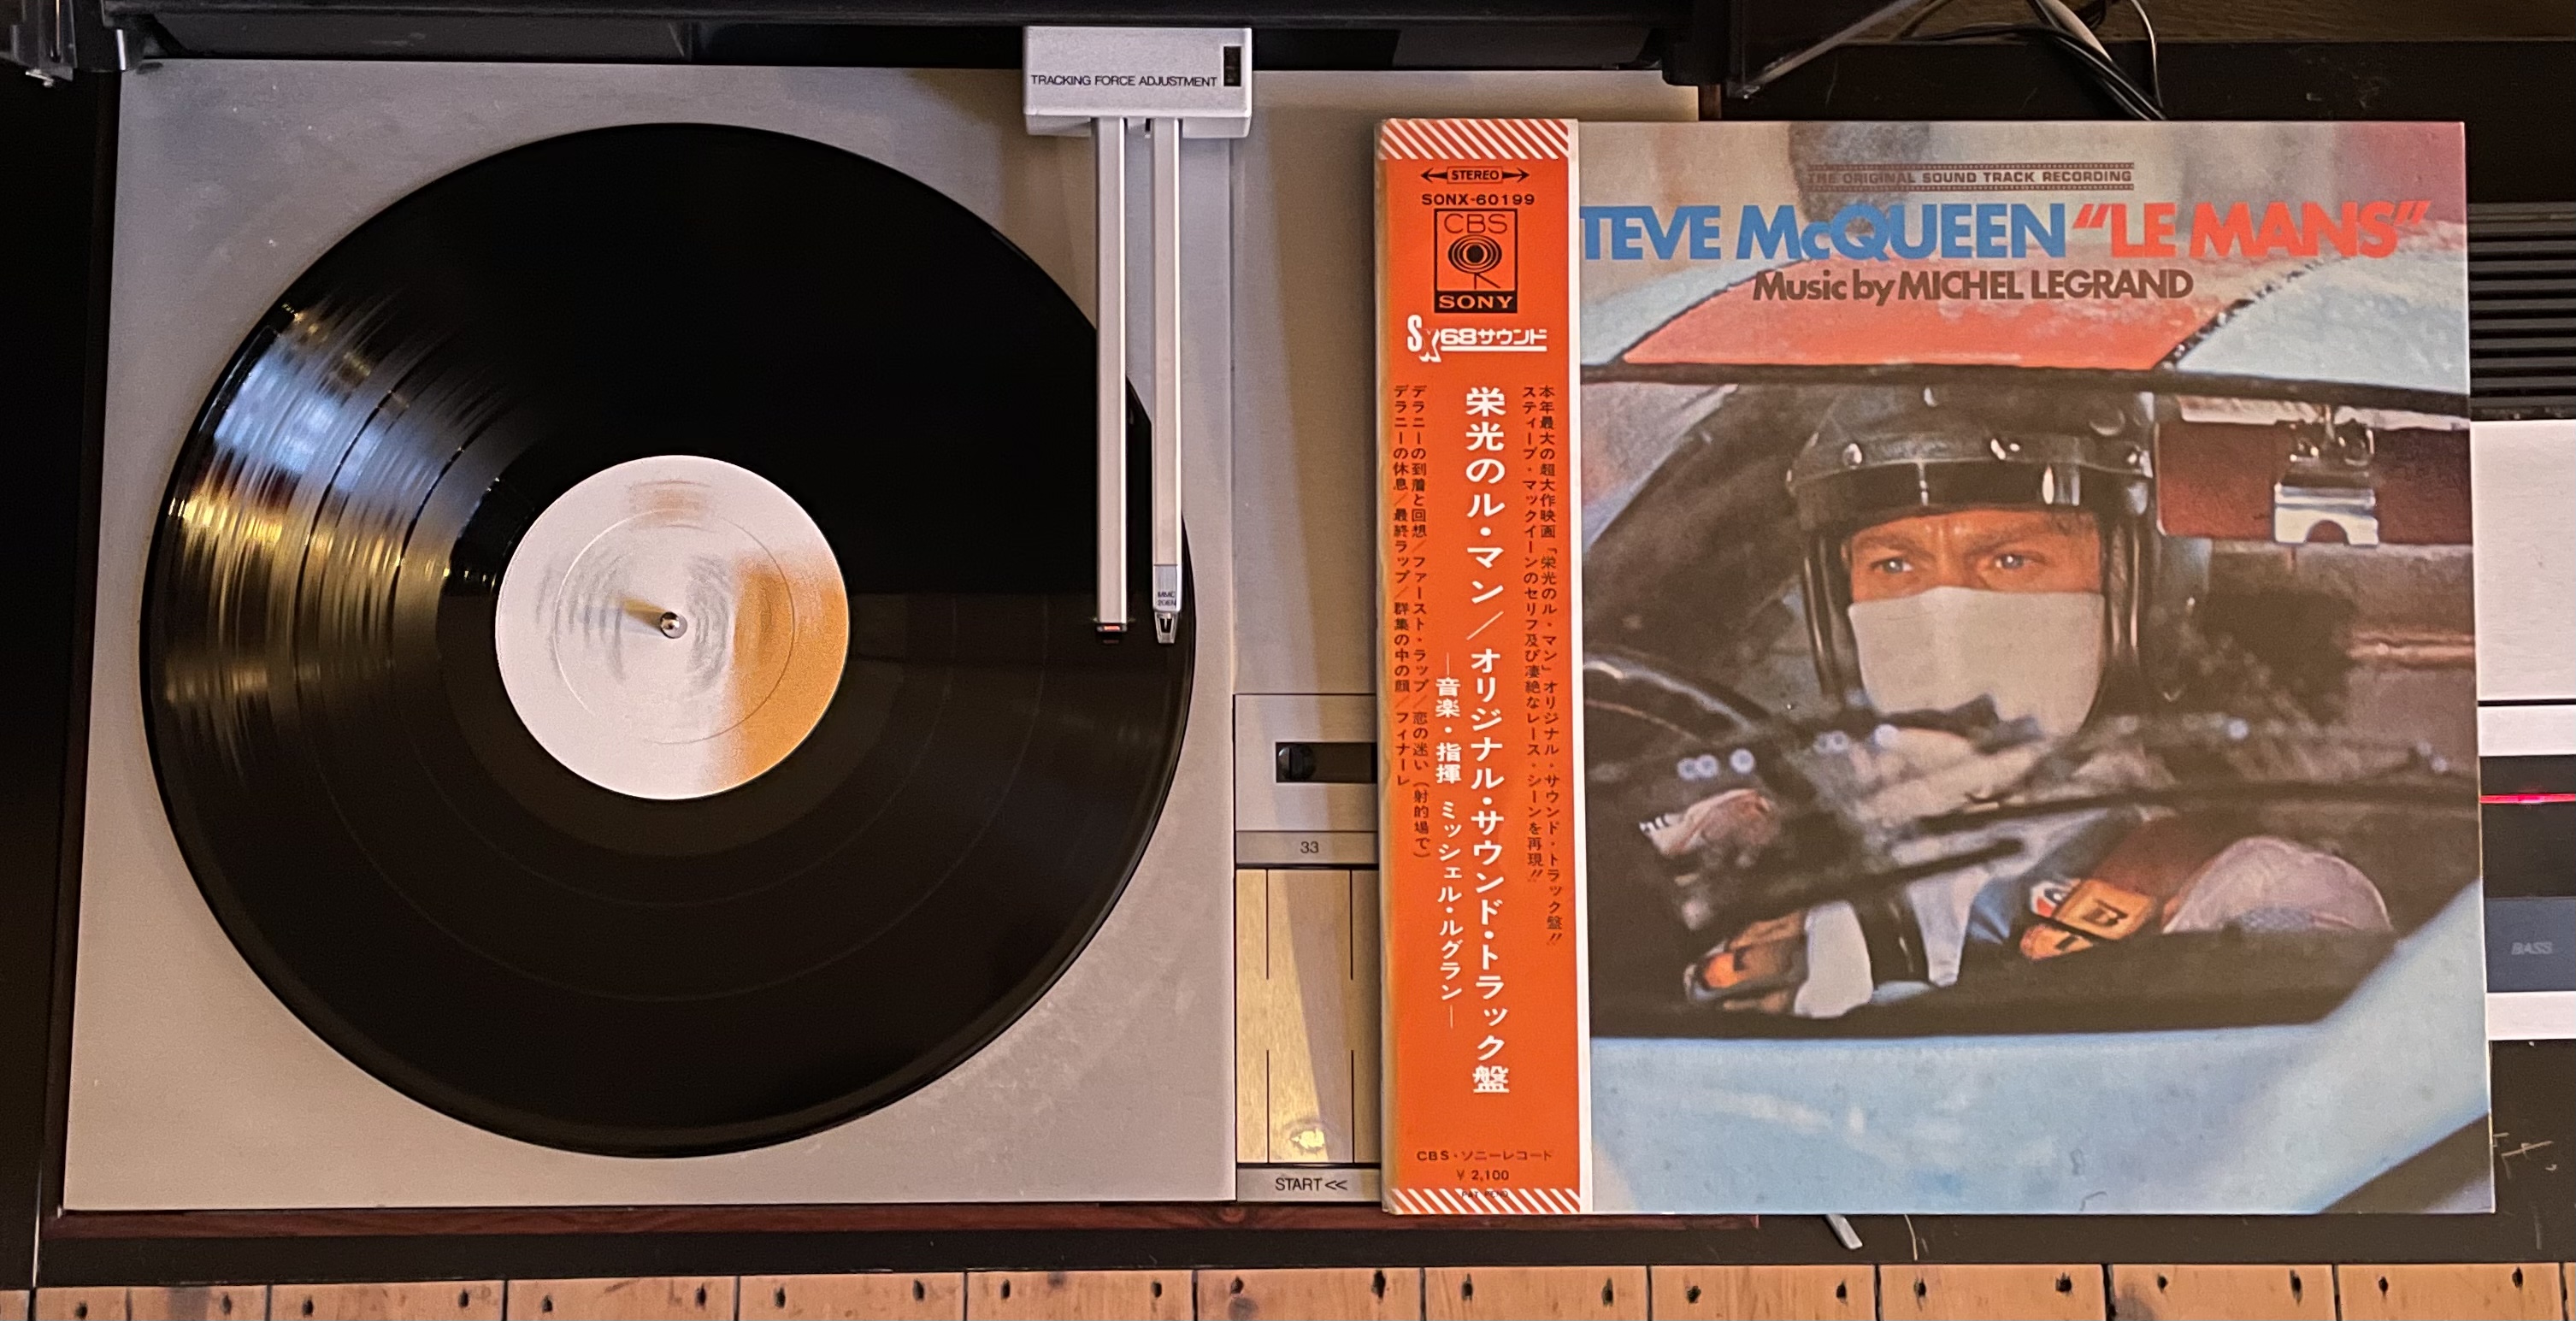 TRACKING FORCE ADJUSTMENT
MMC
20EN
33
START <<
STEREO
SONX-60199
CBS
SONY
SX68サウンド
本年最大の超大作映画「栄光のル・マン」オリジナル・サウンド・トラック盤!!
スティーブ・マックイーンのセリフ及び凄絶なレース・シーンを再現!!
栄光のル・マン/オリジナル・サウンド・トラック盤
—音楽・指揮 ミッシェル・ルグラン—
デラニーの到着と回想/ファースト・ラップ/恋の迷い(射的場で)
デラニーの休息/最終ラップ/群集の中の顔/フィナーレ
CBS・ソニーレコード
¥2,100
PAT. PEND
THE ORIGINAL SOUND TRACK RECORDING
TEVE McQUEEN “LE MANS”
Music by MICHEL LEGRAND
BASS